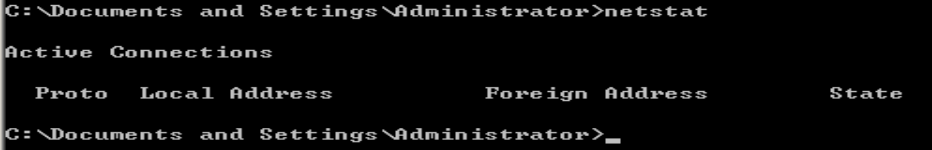 C:\Documents and Settings\Administrator>netstat
Active Connections
Proto  Local Address          Foreign Address        State
C:\Documents and Settings\Administrator>_